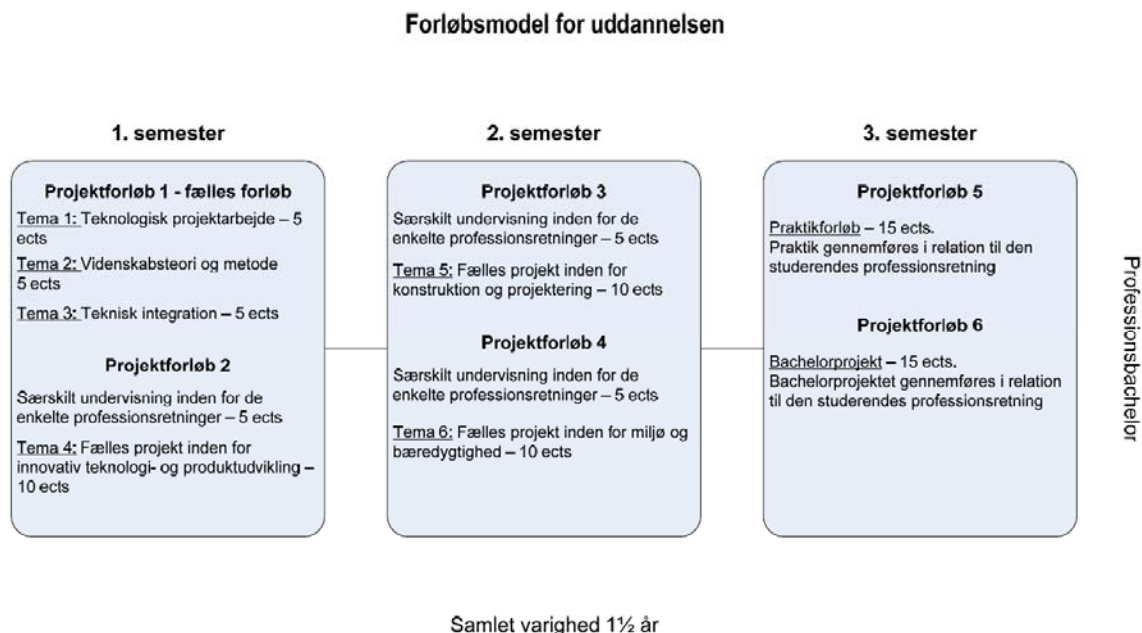 Forløbsmodel for uddannelsen
1. semester
Projektforløb 1 - fælles forløb
Tema 1: Teknologisk projektarbejde – 5
ects
Tema 2: Videnskabsteori og metode
5 ects
Tema 3: Teknisk integration – 5 ects
Projektforløb 2
Særskilt undervisning inden for de
enkelte professionsretninger – 5 ects
Tema 4: Fælles projekt inden for
innovativ teknologi- og produktudvikling –
10 ects
2. semester
Projektforløb 3
Særskilt undervisning inden for de
enkelte professionsretninger – 5 ects
Tema 5: Fælles projekt inden for
konstruktion og projektering – 10 ects
Projektforløb 4
Særskilt undervisning inden for de
enkelte professionsretninger – 5 ects
Tema 6: Fælles projekt inden for miljø og
bæredygtighed – 10 ects
3. semester
Projektforløb 5
Praktikforløb – 15 ects.
Praktik gennemføres i relation til den
studerendes professionsretning
Projektforløb 6
Bachelorprojekt – 15 ects.
Bachelorprojektet gennemføres i relation
til den studerendes professionsretning
Professionsbachelor
Samlet varighed 1½ år